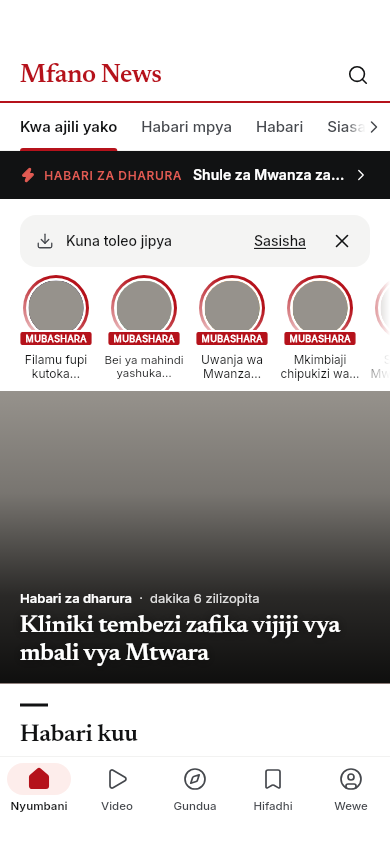 Mfano News
Kwa ajili yako
Habari mpya
Habari
Siasa
HABARI ZA DHARURA
Shule za Mwanza za...
Kuna toleo jipya
Sasisha
MUBASHARA
MUBASHARA
MUBASHARA
MUBASHARA
Filamu fupi
kutoka...
Bei ya mahindi
yashuka...
Uwanja wa
Mwanza...
Mkimbiaji
chipukizi wa...
Habari za dharura · dakika 6 zilizopita
Kliniki tembezi zafika vijiji vya
mbali vya Mtwara
Habari kuu
Nyumbani
Video
Gundua
Hifadhi
Wewe